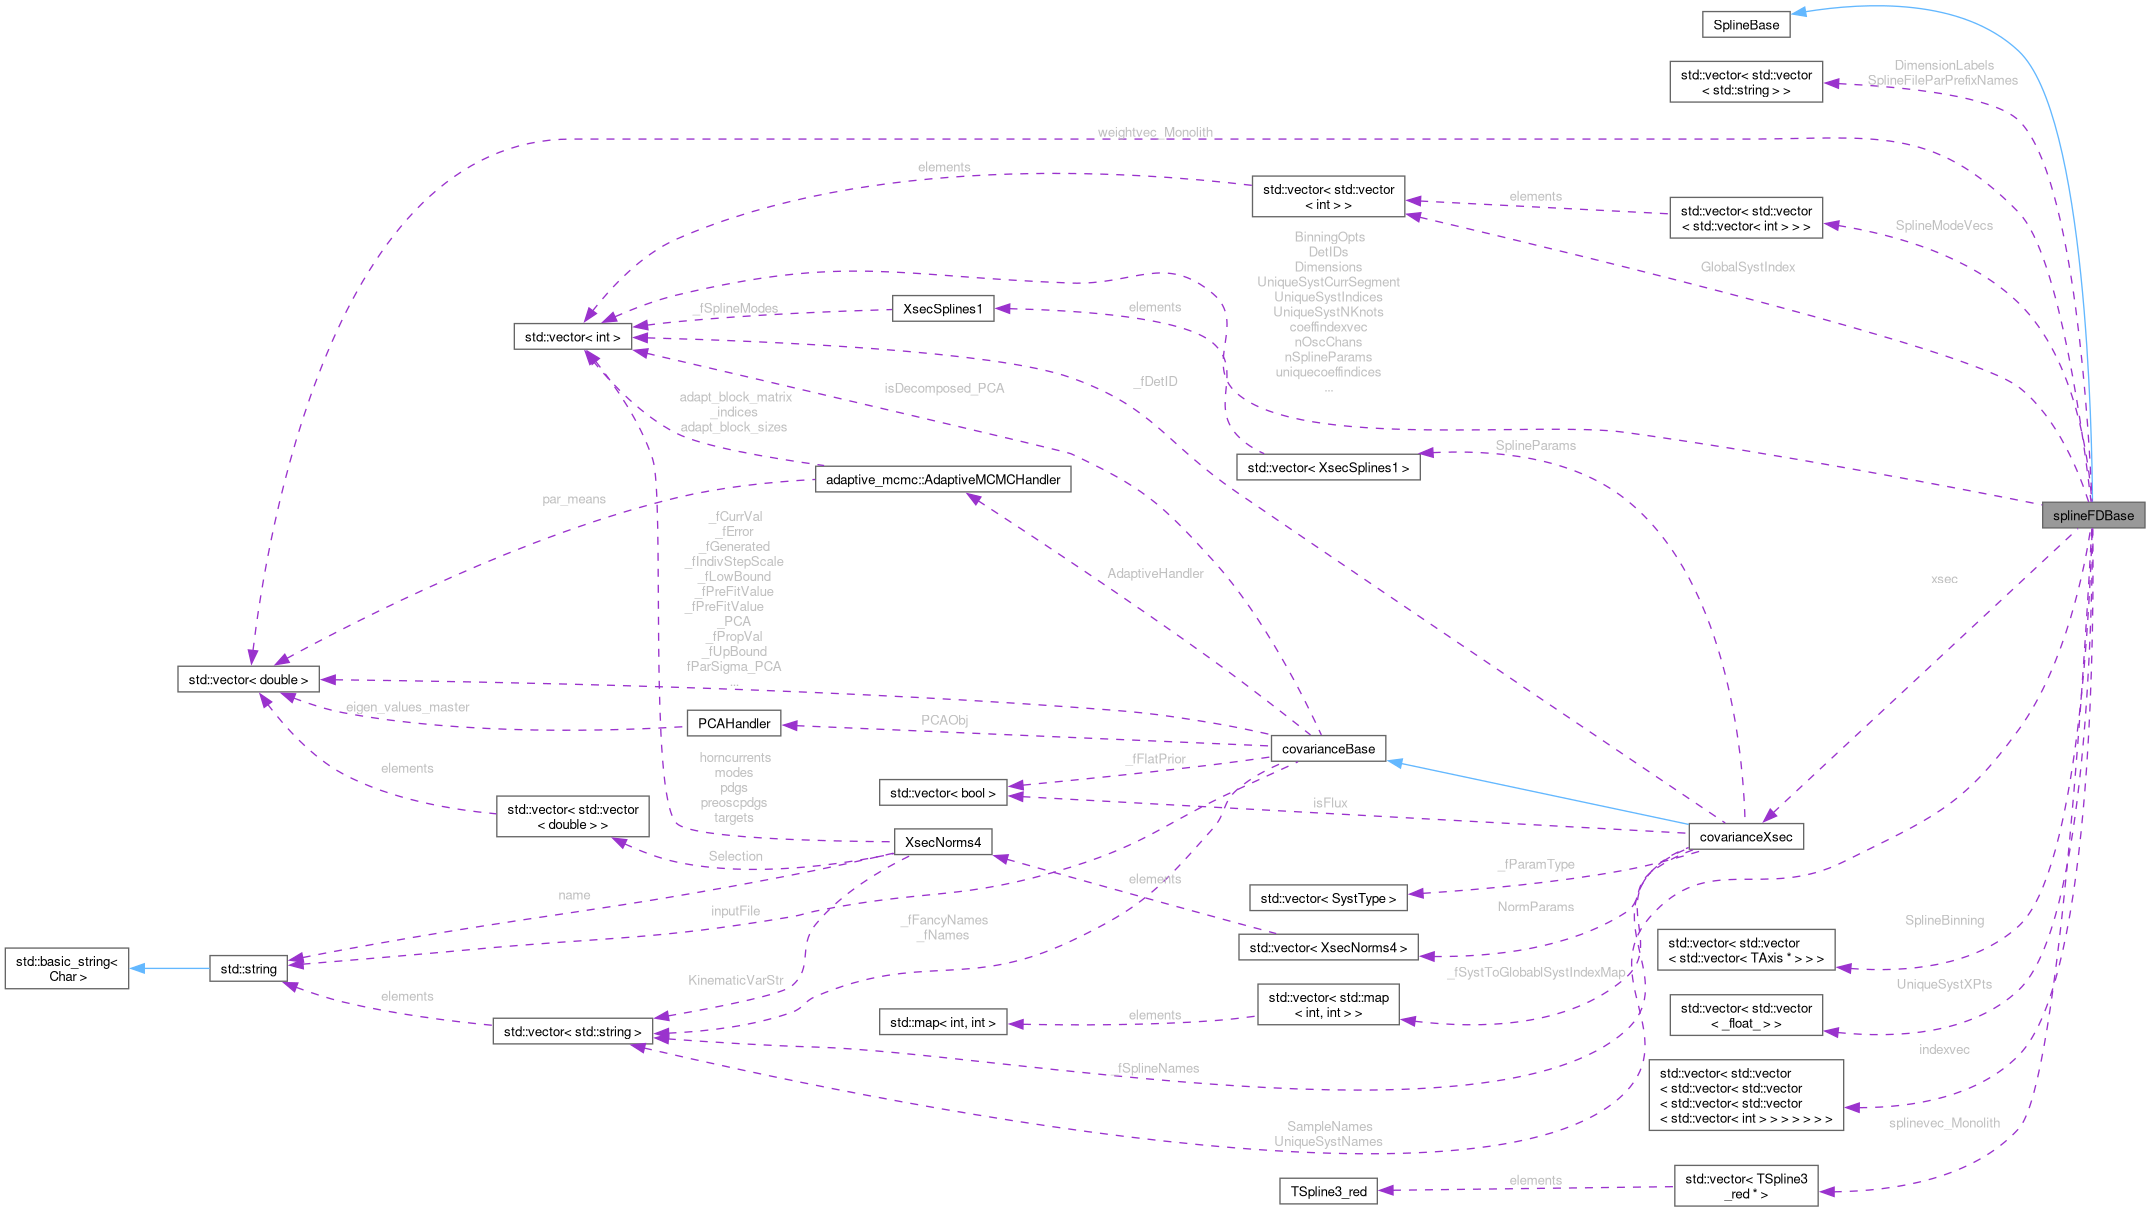 SplineBase
std::vector< std::vector
< std::string > >
DimensionLabels
SplineFileParPrefixNames
weightvec_Monolith
elements
std::vector< std::vector
< int > >
elements
std::vector< std::vector
< std::vector< int > > >
SplineModeVecs
GlobalSystIndex
BinningOpts
DetIDs
Dimensions
UniqueSystCurrSegment
UniqueSystIndices
UniqueSystNKnots
coeffindexvec
nOscChans
nSplineParams
uniquecoeffindices
...
XsecSplines1
_fSplineModes
elements
std::vector< int >
isDecomposed_PCA
_fDetID
adapt_block_matrix
_indices
adapt_block_sizes
SplineParams
std::vector< XsecSplines1 >
adaptive_mcmc::AdaptiveMCMCHandler
par_means
splineFDBase
_fCurrVal
_fError
_fGenerated
_fIndivStepScale
_fLowBound
_fPreFitValue
_fPreFitValue
_PCA
_fPropVal
_fUpBound
fParSigma_PCA
...
AdaptiveHandler
xsec
std::vector< double >
eigen_values_master
PCAHandler
PCAObj
covarianceBase
elements
horncurrents
modes
pdgs
preoscpdgs
targets
_fFlatPrior
std::vector< bool >
isFlux
std::vector< std::vector
< double > >
XsecNorms4
covarianceXsec
Selection
_fParamType
std::vector< SystType >
elements
name
inputFile
_fFancyNames
_fNames
NormParams
std::vector< XsecNorms4 >
SplineBinning
std::vector< std::vector
< std::vector< TAxis * > > >
std::basic_string<
Char >
std::string
KinematicVarStr
_fSystToGlobablSystIndexMap
UniqueSystXPts
elements
std::vector< std::string >
std::map< int, int >
elements
std::vector< std::map
< int, int > >
std::vector< std::vector
< _float_ > >
indexvec
_fSplineNames
std::vector< std::vector
< std::vector< std::vector
< std::vector< std::vector
< std::vector< int > > > > > > >
SampleNames
UniqueSystNames
splinevec_Monolith
TSpline3_red
elements
std::vector< TSpline3
_red * >